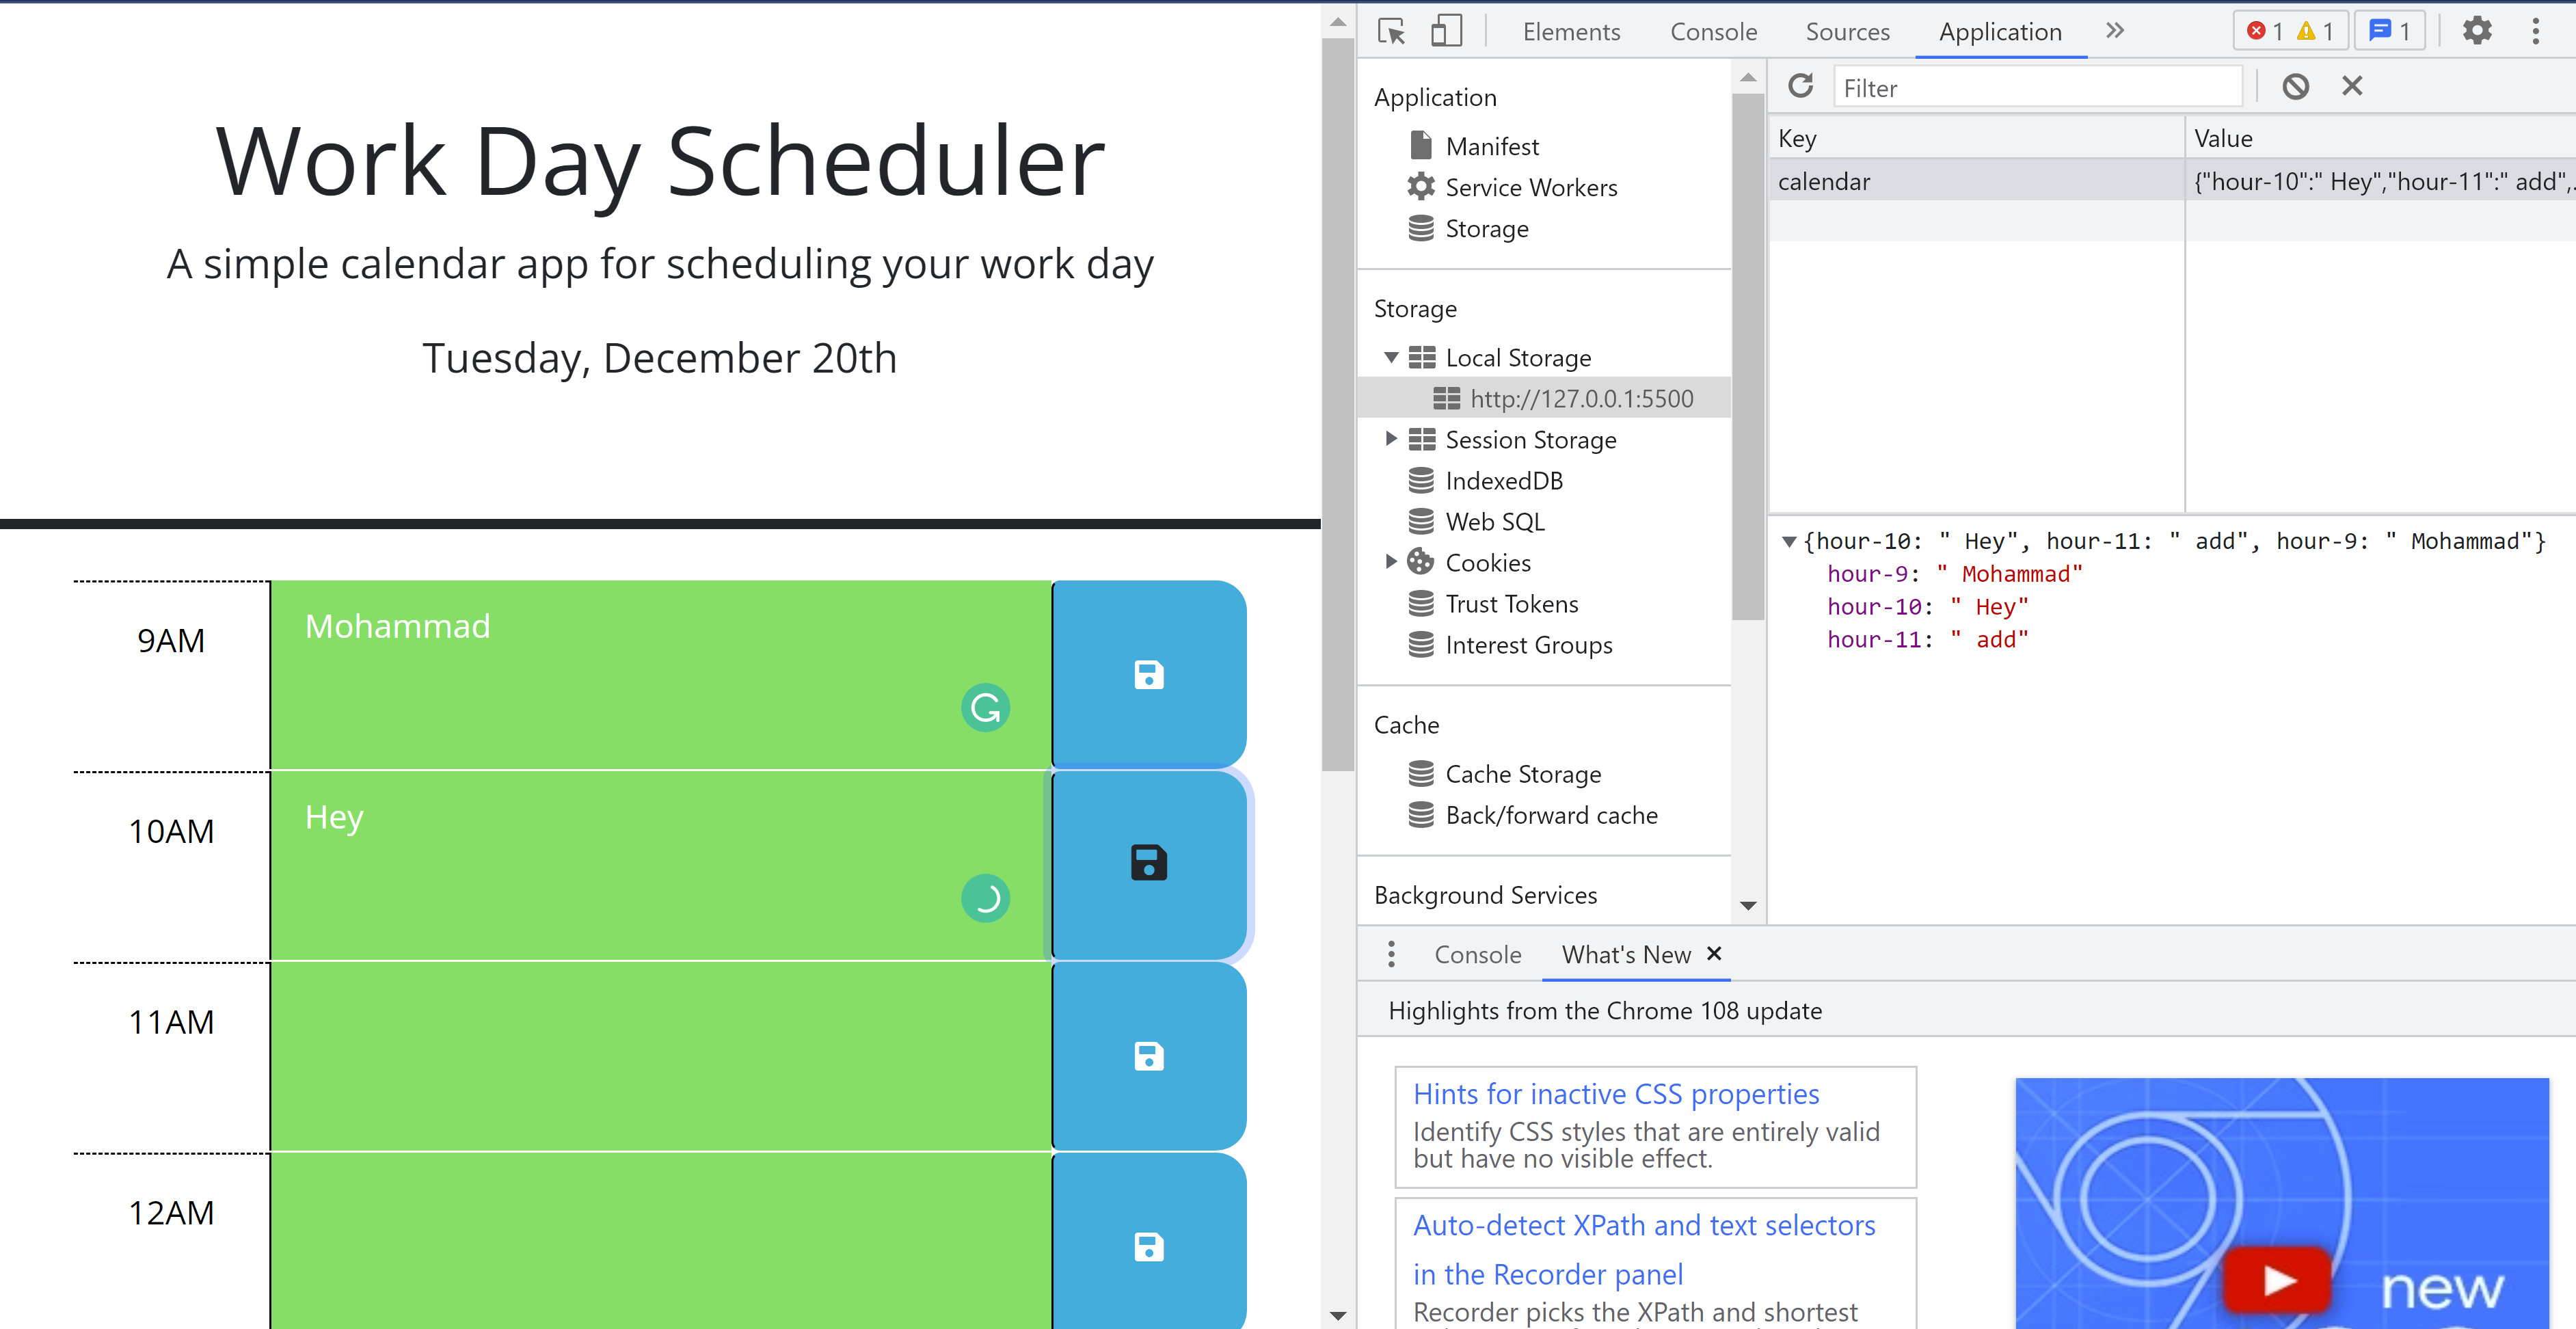 Work Day Scheduler
A simple calendar app for scheduling your work day
Tuesday, December 20th
9AM
Mohammad
10AM
Hey
11AM
12AM
Elements Console Sources Application » 1 1 1
Application
Manifest
Service Workers
Storage
Storage
Local Storage
http://127.0.0.1:5500
Session Storage
IndexedDB
Web SQL
Cookies
Trust Tokens
Interest Groups
Cache
Cache Storage
Back/forward cache
Background Services
Filter
Key Value
calendar {"hour-10":" Hey","hour-11":" add",
{hour-10: " Hey", hour-11: " add", hour-9: " Mohammad"}
hour-9: " Mohammad"
hour-10: " Hey"
hour-11: " add"
Console What's New
Highlights from the Chrome 108 update
Hints for inactive CSS properties
Identify CSS styles that are entirely valid
but have no visible effect.
Auto-detect XPath and text selectors
in the Recorder panel
Recorder picks the XPath and shortest
new